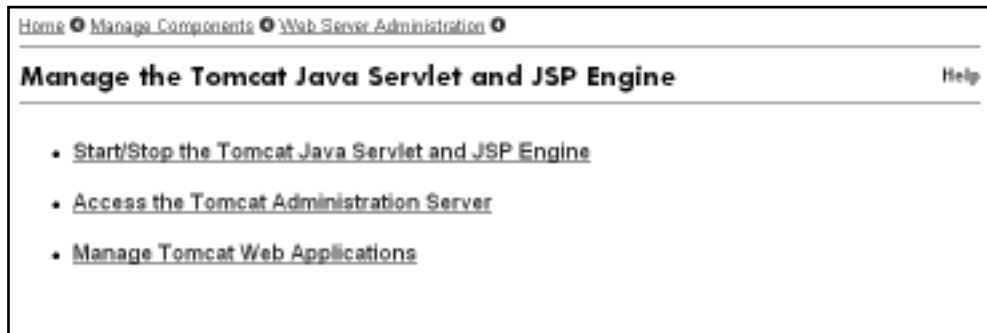 Home Manage Components Web Server Administration
Manage the Tomcat Java Servlet and JSP Engine Help
• Start/Stop the Tomcat Java Servlet and JSP Engine
• Access the Tomcat Administration Server
• Manage Tomcat Web Applications